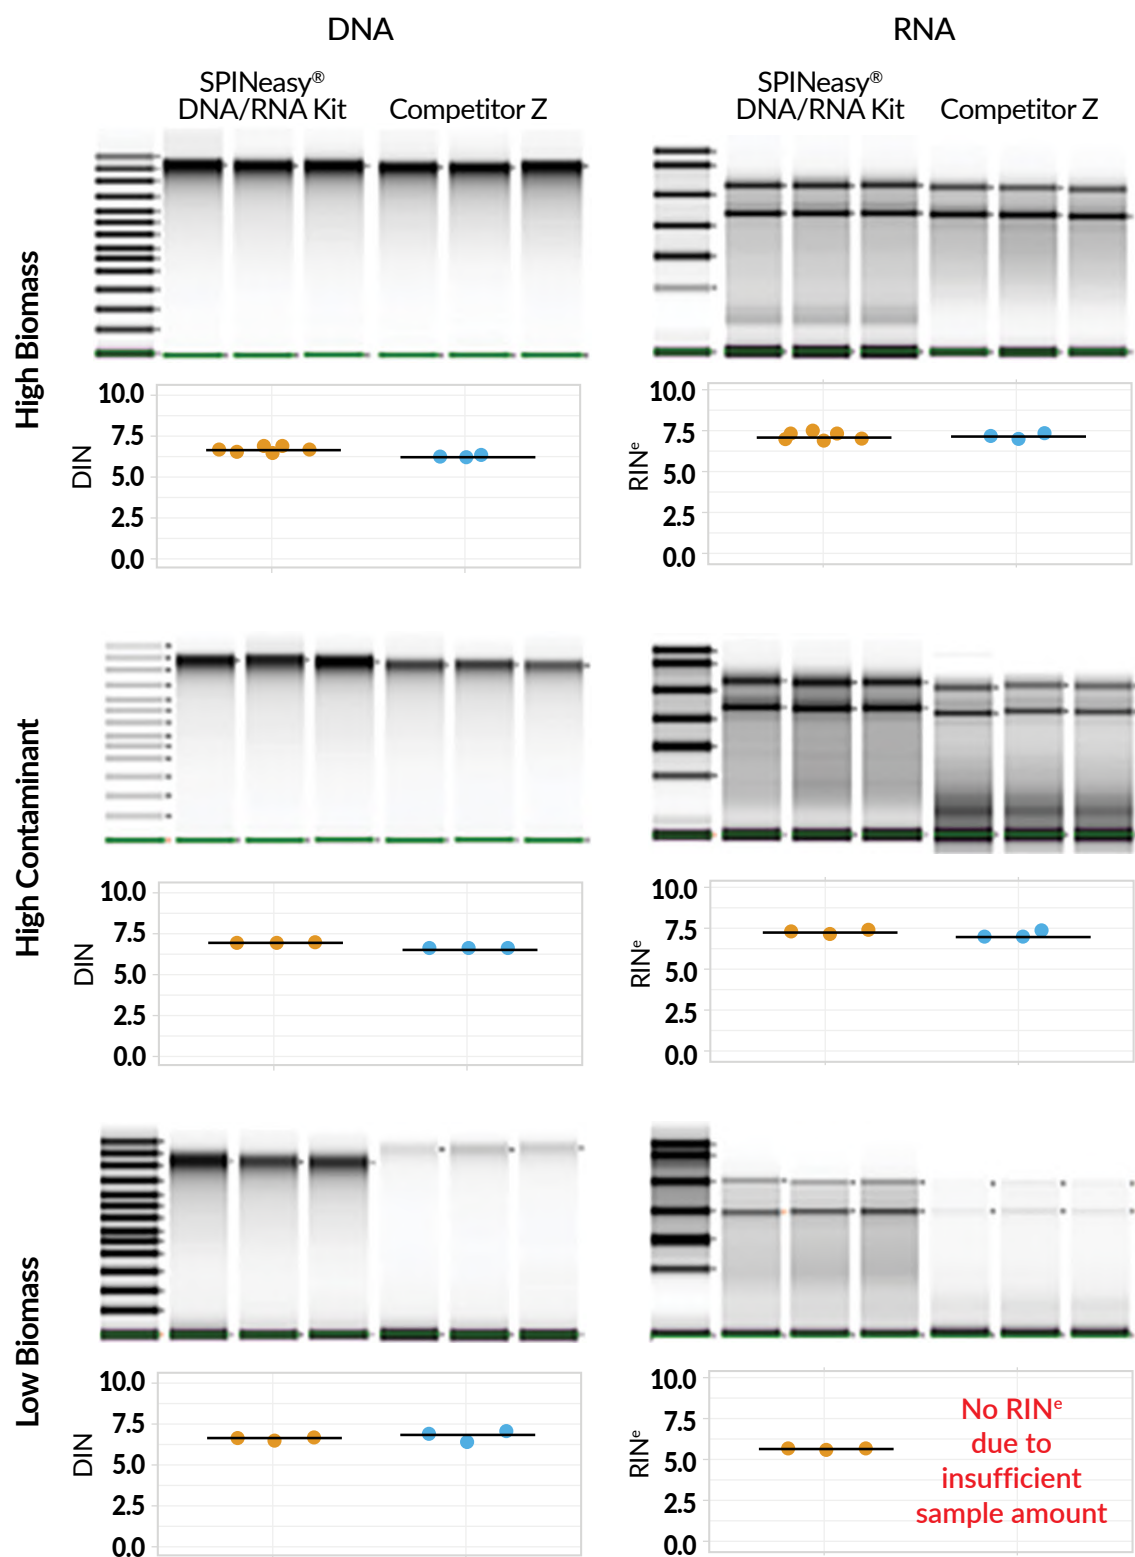 DNA
RNA
SPINeasy®
DNA/RNA Kit
Competitor Z
SPINeasy®
DNA/RNA Kit
Competitor Z
High Biomass
DIN
10.0
7.5
5.0
2.5
0.0
RINᵉ
10.0
7.5
5.0
2.5
0.0
High Contaminant
DIN
10.0
7.5
5.0
2.5
0.0
RINᵉ
10.0
7.5
5.0
2.5
0.0
Low Biomass
DIN
10.0
7.5
5.0
2.5
0.0
RINᵉ
10.0
7.5
5.0
2.5
0.0
No RINᵉ
due to
insufficient
sample amount